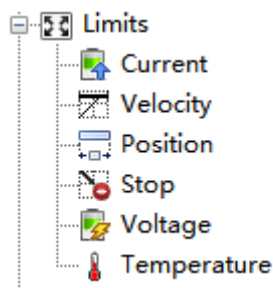 Limits
Current
Velocity
Position
Stop
Voltage
Temperature